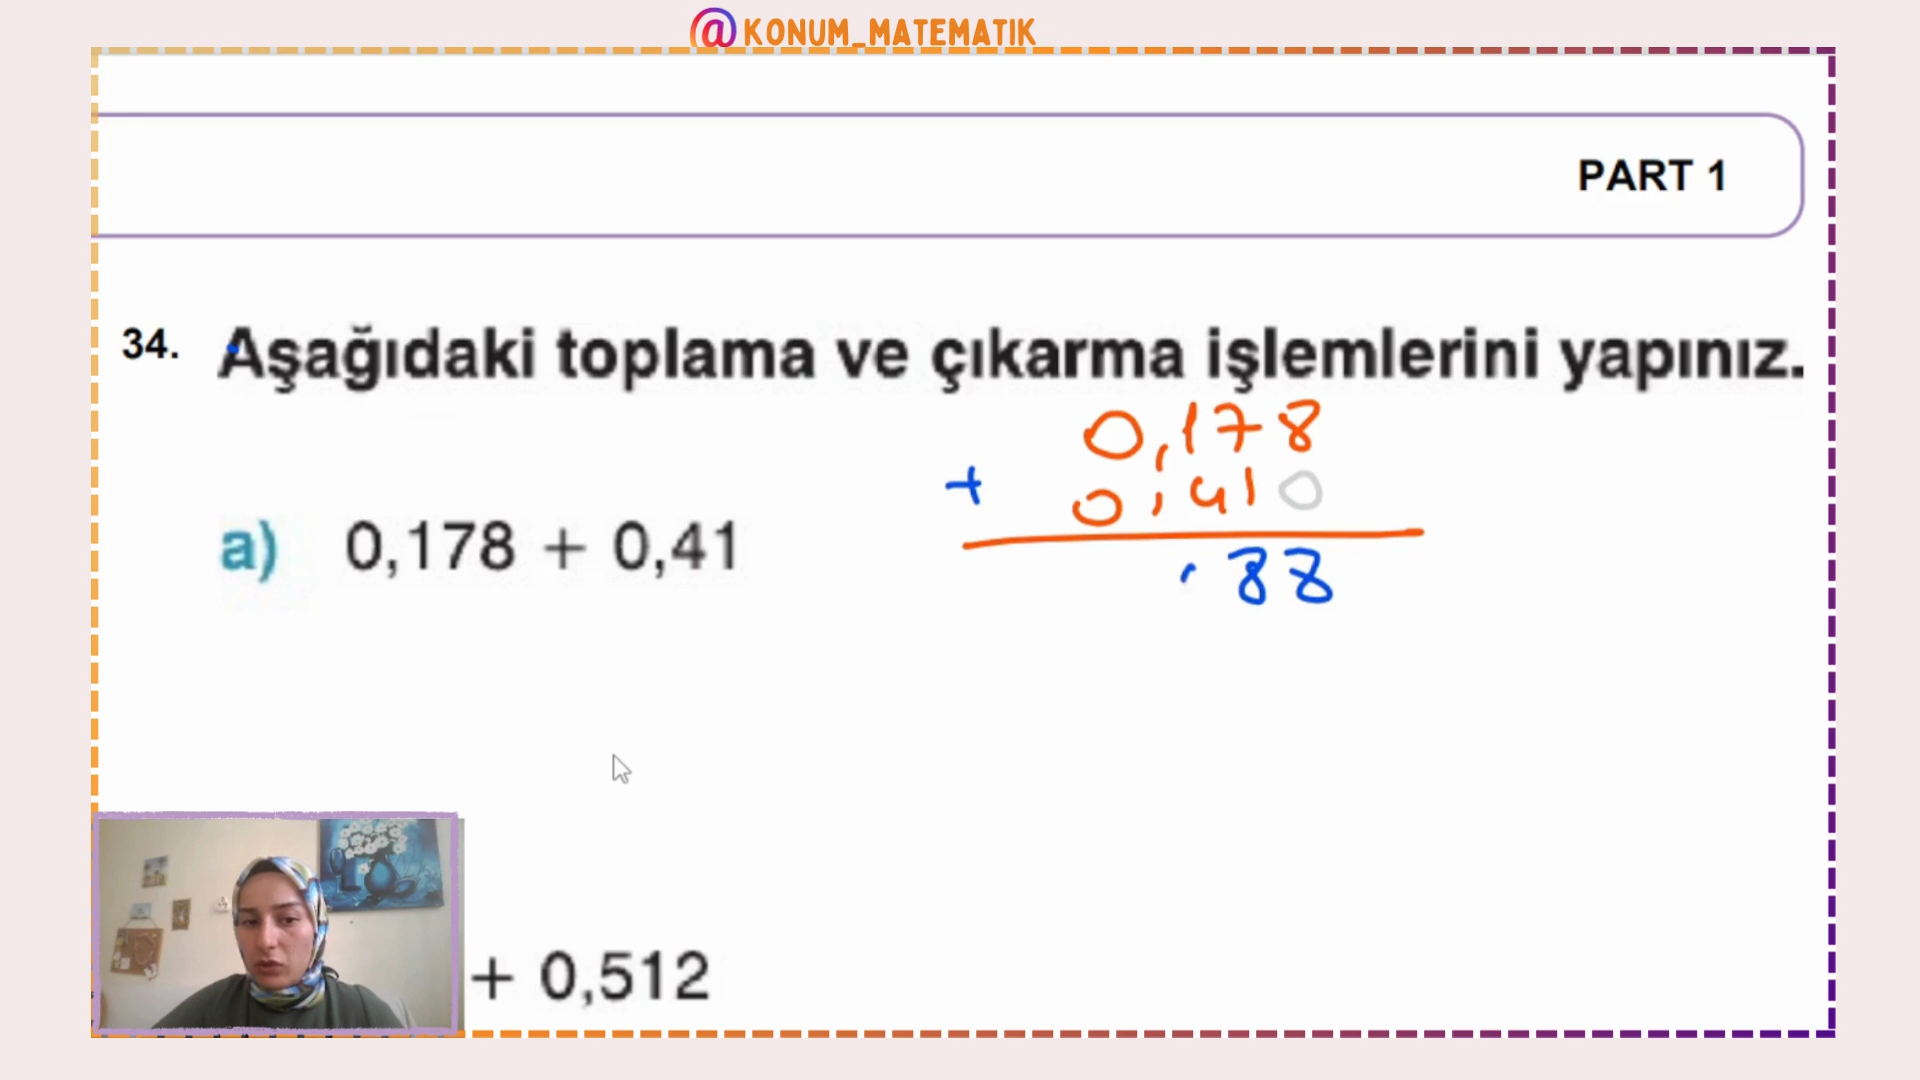 @KONUM_MATEMATIK
PART 1
34. Aşağıdaki toplama ve çıkarma işlemlerini yapınız.
0,178
+ 0,410
a) 0,178 + 0,41
88
+ 0,512